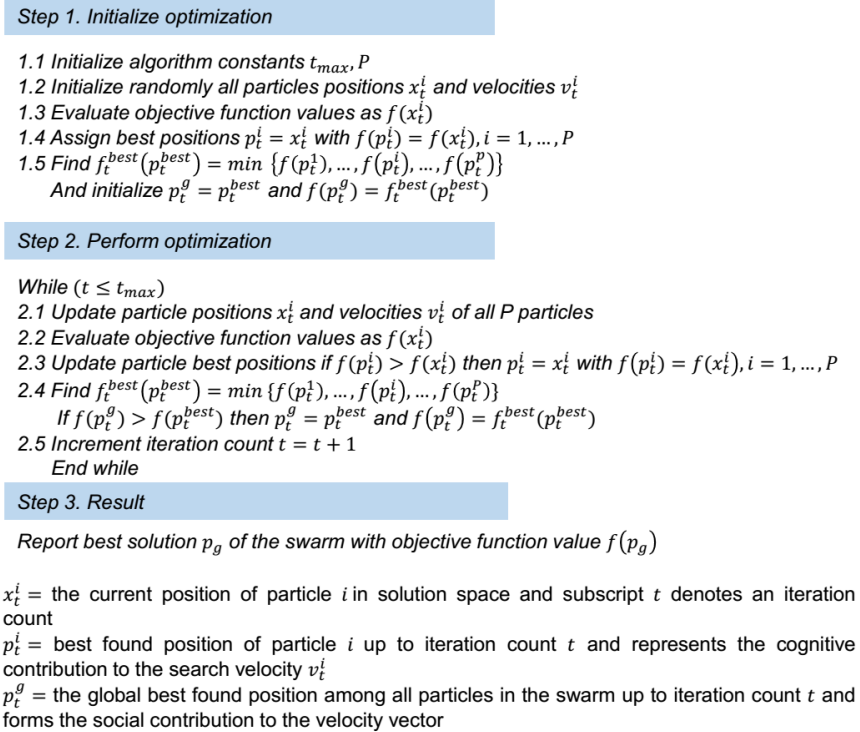 Step 1. Initialize optimization
1.1 Initialize algorithm constants t_{max}, P
1.2 Initialize randomly all particles positions x_t^i and velocities v_t^i
1.3 Evaluate objective function values as f(x_t^i)
1.4 Assign best positions p_t^i = x_t^i with f(p_t^i) = f(x_t^i), i = 1, ..., P
1.5 Find f_t^{best}(p_t^{best}) = min {f(p_t^1), ..., f(p_t^i), ..., f(p_t^p)}
And initialize p_t^g = p_t^{best} and f(p_t^g) = f_t^{best}(p_t^{best})
Step 2. Perform optimization
While (t ≤ t_{max})
2.1 Update particle positions x_t^i and velocities v_t^i of all P particles
2.2 Evaluate objective function values as f(x_t^i)
2.3 Update particle best positions if f(p_t^i) > f(x_t^i) then p_t^i = x_t^i with f(p_t^i) = f(x_t^i), i = 1, ..., P
2.4 Find f_t^{best}(p_t^{best}) = min {f(p_t^1), ..., f(p_t^i), ..., f(p_t^p)}
If f(p_t^g) > f(p_t^{best}) then p_t^g = p_t^{best} and f(p_t^g) = f_t^{best}(p_t^{best})
2.5 Increment iteration count t = t + 1
End while
Step 3. Result
Report best solution p_g of the swarm with objective function value f(p_g)
x_t^i = the current position of particle i in solution space and subscript t denotes an iteration
count
p_t^i = best found position of particle i up to iteration count t and represents the cognitive
contribution to the search velocity v_t^i
p_t^g = the global best found position among all particles in the swarm up to iteration count t and
forms the social contribution to the velocity vector